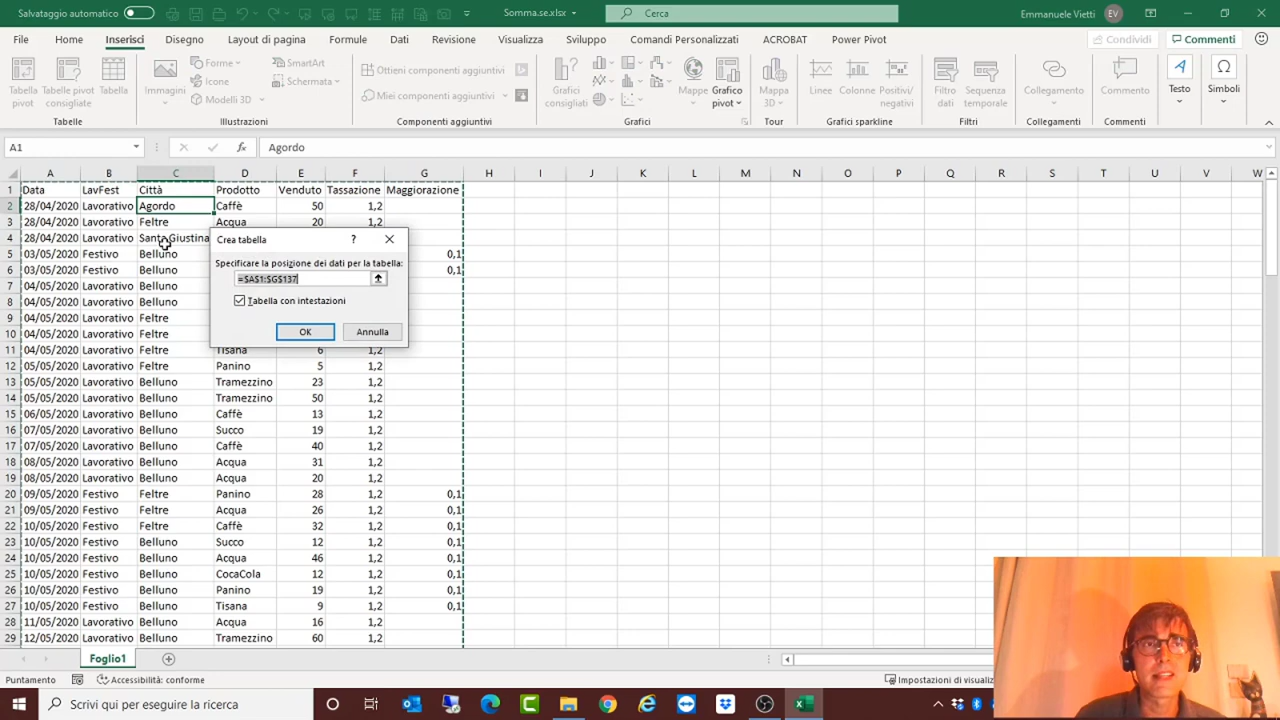 Salvataggio automatico
Somma.se.xlsx
Cerca
Emmanuele Vietti
EV
File Home Inserisci Disegno Layout di pagina Formule Dati Revisione Visualizza Sviluppo Comandi Personalizzati ACROBAT Power Pivot Condividi Commenti
Tabella pivot
Tabelle pivot consigliate
Tabella
Immagini
Forme
Icone
Modelli 3D
SmartArt
Schermata
Ottieni componenti aggiuntivi
Miei componenti aggiuntivi
Grafici consigliati
Mappe
Grafico pivot
Mappa 3D
Linee
Colonne
Positivi/negativi
Filtro dati
Sequenza temporale
Collegamento
Commento
Testo
Simboli
Tabelle Illustrazioni Componenti aggiuntivi Grafici Tour Grafici sparkline Filtri Collegamenti Commenti
A1 fx Agordo
A B C D E F G H I J K L M N O P Q R S T U V W
1 Data LavFest Città Prodotto Venduto Tassazione Maggiorazione
2 28/04/2020 Lavorativo Agordo Caffè 50 1,2
3 28/04/2020 Lavorativo Feltre Acqua 20 1,2
4 28/04/2020 Lavorativo Santa Giustina
5 03/05/2020 Festivo Belluno 0,1
6 03/05/2020 Festivo Belluno 0,1
7 04/05/2020 Lavorativo Belluno
8 04/05/2020 Lavorativo Belluno
9 04/05/2020 Lavorativo Feltre
10 04/05/2020 Lavorativo Feltre
11 04/05/2020 Lavorativo Feltre Tisana 6 1,2
12 05/05/2020 Lavorativo Feltre Panino 5 1,2
13 05/05/2020 Lavorativo Belluno Tramezzino 23 1,2
14 05/05/2020 Lavorativo Belluno Tramezzino 50 1,2
15 06/05/2020 Lavorativo Belluno Caffè 13 1,2
16 07/05/2020 Lavorativo Belluno Succo 19 1,2
17 07/05/2020 Lavorativo Belluno Caffè 40 1,2
18 08/05/2020 Lavorativo Belluno Acqua 31 1,2
19 08/05/2020 Lavorativo Belluno Acqua 20 1,2
20 09/05/2020 Festivo Feltre Panino 28 1,2 0,1
21 09/05/2020 Festivo Feltre Acqua 26 1,2 0,1
22 10/05/2020 Festivo Feltre Caffè 32 1,2 0,1
23 10/05/2020 Festivo Belluno Succo 12 1,2 0,1
24 10/05/2020 Festivo Belluno Acqua 46 1,2 0,1
25 10/05/2020 Festivo Belluno CocaCola 12 1,2 0,1
26 10/05/2020 Festivo Belluno Panino 19 1,2 0,1
27 10/05/2020 Festivo Belluno Tisana 9 1,2 0,1
28 11/05/2020 Lavorativo Belluno Acqua 16 1,2
29 12/05/2020 Lavorativo Belluno Tramezzino 60 1,2
Crea tabella ?
Specificare la posizione dei dati per la tabella:
=$A$1:$G$137
Tabella con intestazioni
OK Annulla
Foglio1
Puntamento Accessibilità: conforme Impostazioni di visualiz
Scrivi qui per eseguire la ricerca